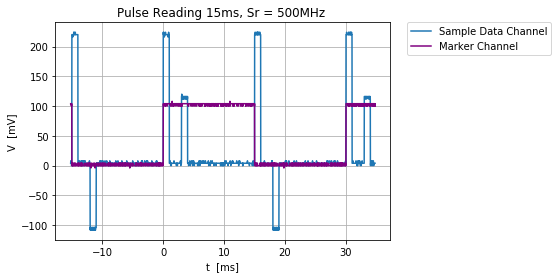 Pulse Reading 15ms, Sr = 500MHz
Sample Data Channel
Marker Channel
V [mV]
200
150
100
50
0
−50
−100
−10
0
10
20
30
t [ms]